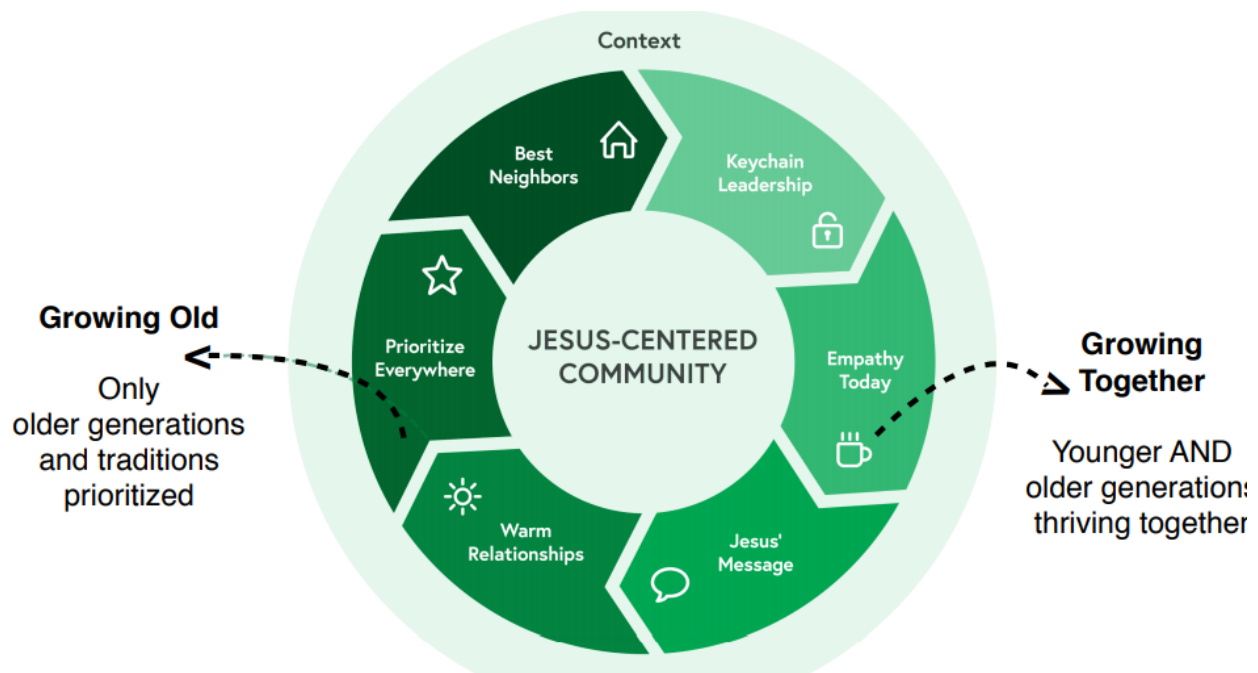 Context
Best
Neighbors
Keychain
Leadership
Growing Old
Only
older generations
and traditions
prioritized
Prioritize
Everywhere
JESUS-CENTERED
COMMUNITY
Empathy
Today
Growing
Together
Younger AND
older generations
thriving together
Warm
Relationships
Jesus'
Message